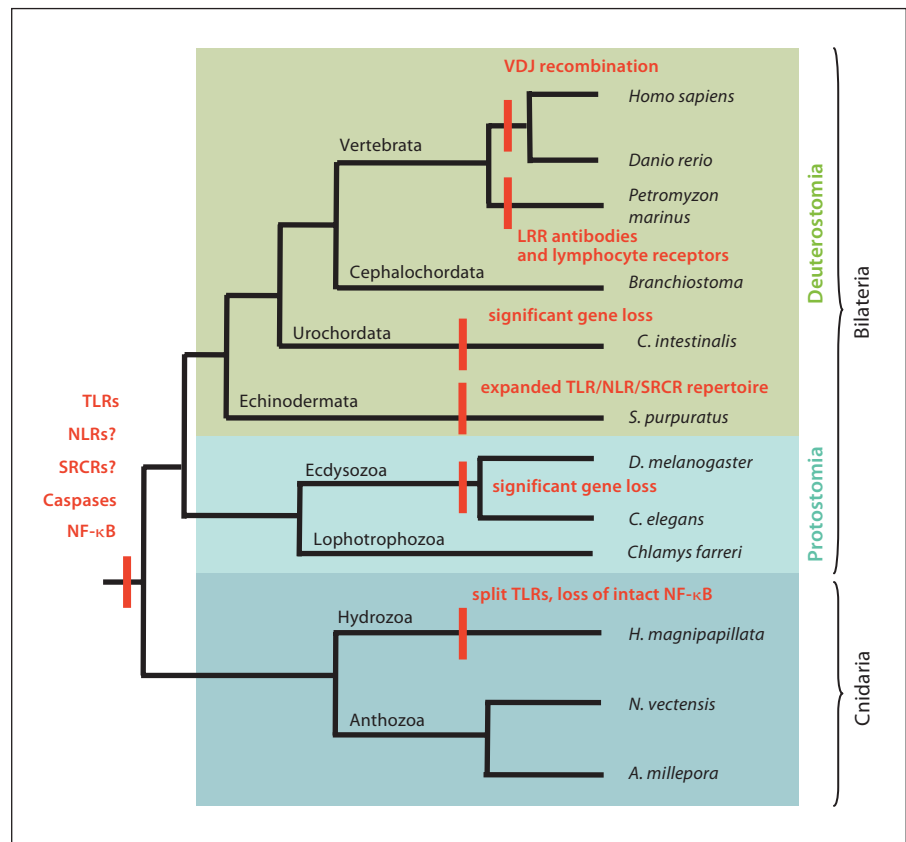 VDJ recombination
Homo sapiens
Vertebrata
Danio rerio
Petromyzon
marinus
LRR antibodies
and lymphocyte receptors
Cephalochordata
Branchiostoma
significant gene loss
Urochordata
C. intestinalis
expanded TLR/NLR/SRCR repertoire
Echinodermata
S. purpuratus
Deuterostomia
TLRs
NLRs?
SRCRs?
Caspases
NF-κB
Ecdysozoa
D. melanogaster
significant gene loss
C. elegans
Lophotrophozoa
Chlamys farreri
Protostomia
Bilateria
split TLRs, loss of intact NF-κB
Hydrozoa
H. magnipapillata
N. vectensis
Anthozoa
A. millepora
Cnidaria